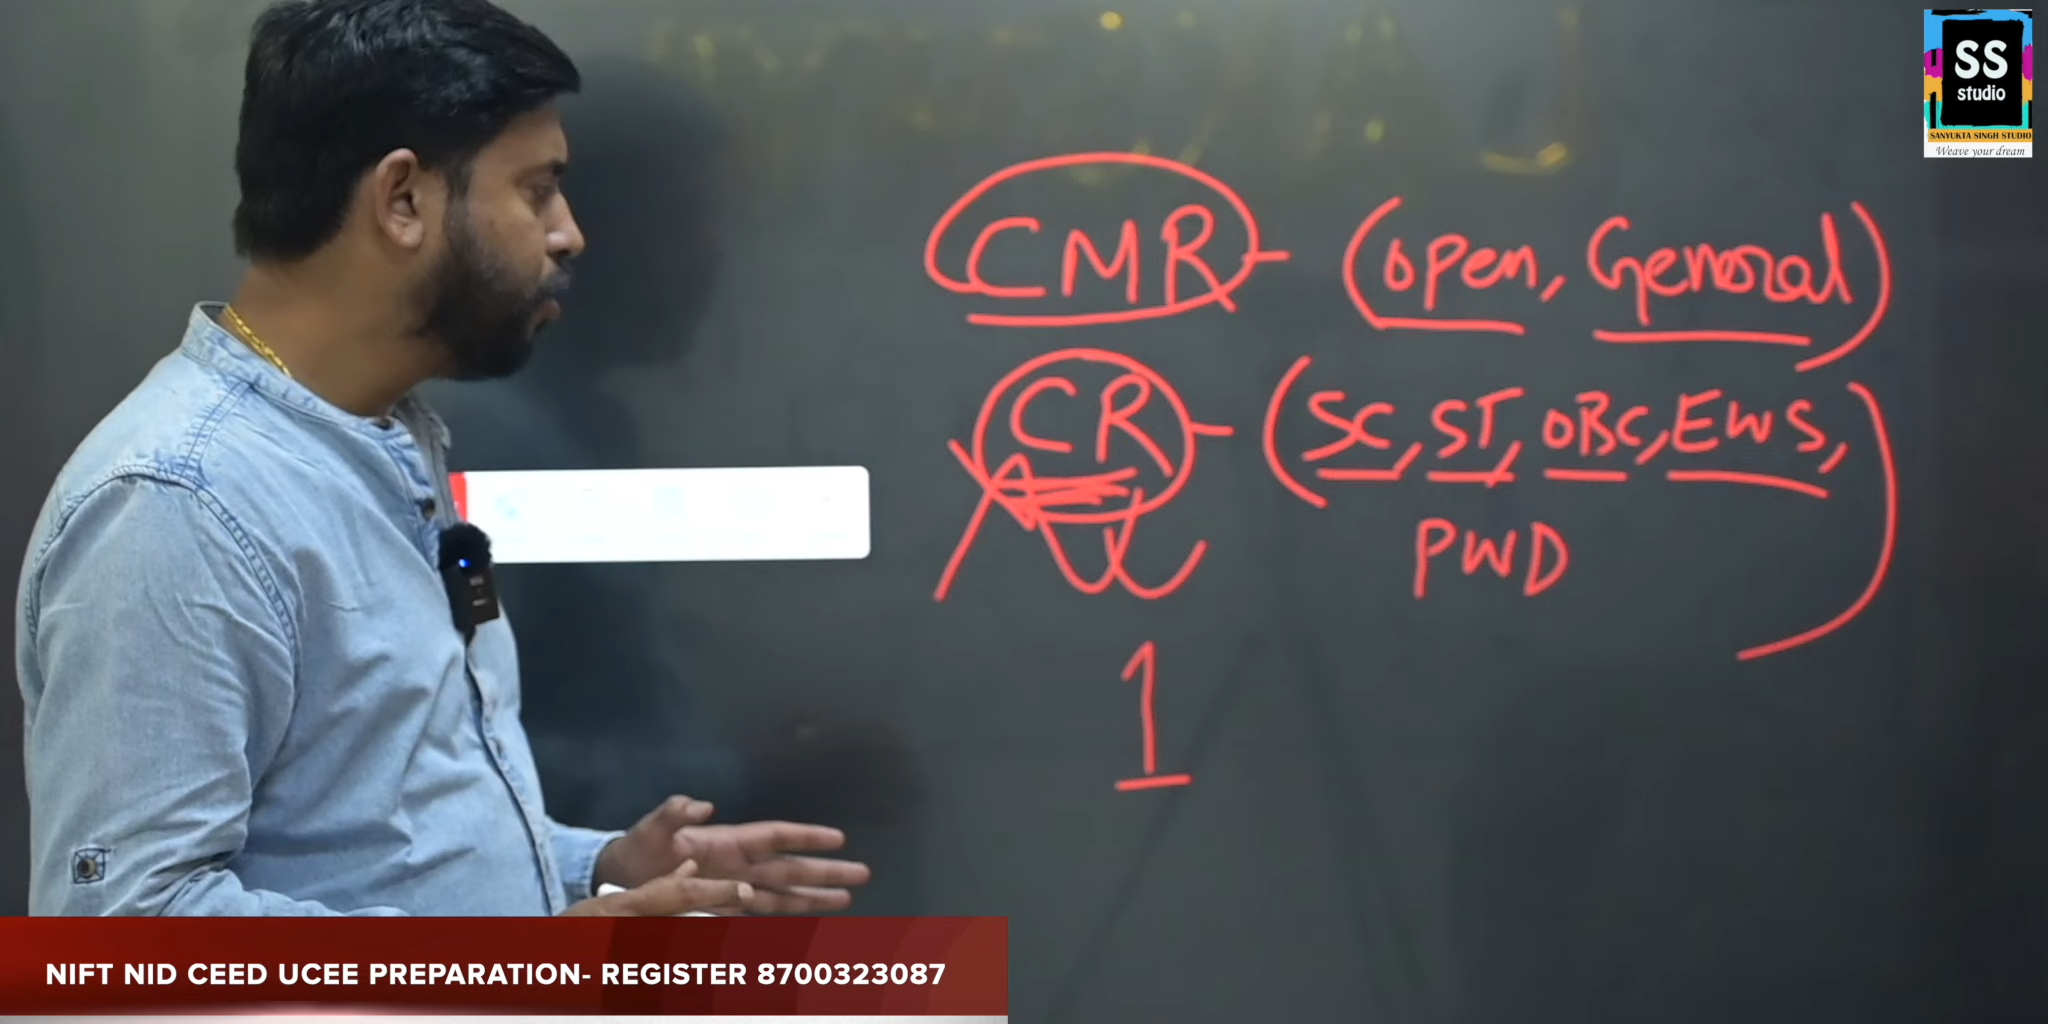 SS
studio
SANYUKTA SINGH STUDIO
Weave your dream
CMR - (open, General)
CR - (SC, ST, OBC, EWS,
PWD)
1
NIFT NID CEED UCEE PREPARATION- REGISTER 8700323087